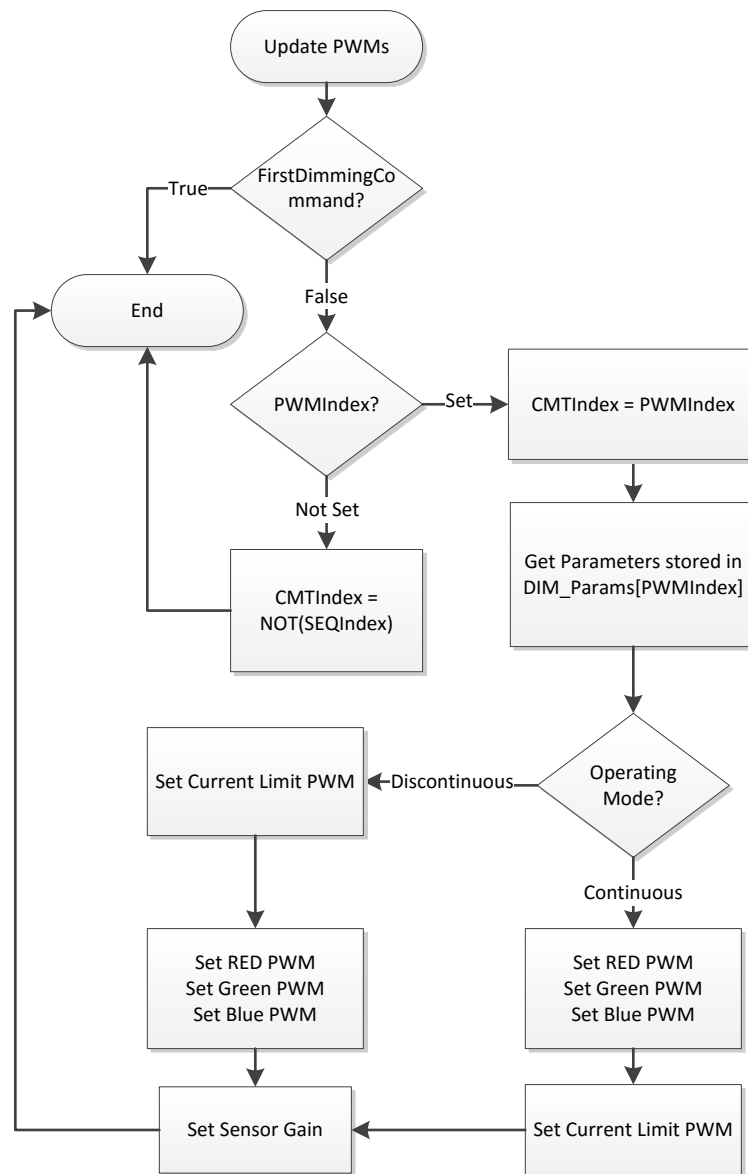 Update PWMs
FirstDimmingCo
mmand?
True
False
End
PWMIndex?
Set
CMTIndex = PWMIndex
Not Set
CMTIndex =
NOT(SEQIndex)
Get Parameters stored in
DIM_Params[PWMIndex]
Operating
Mode?
Discontinuous
Set Current Limit PWM
Continuous
Set RED PWM
Set Green PWM
Set Blue PWM
Set RED PWM
Set Green PWM
Set Blue PWM
Set Sensor Gain
Set Current Limit PWM